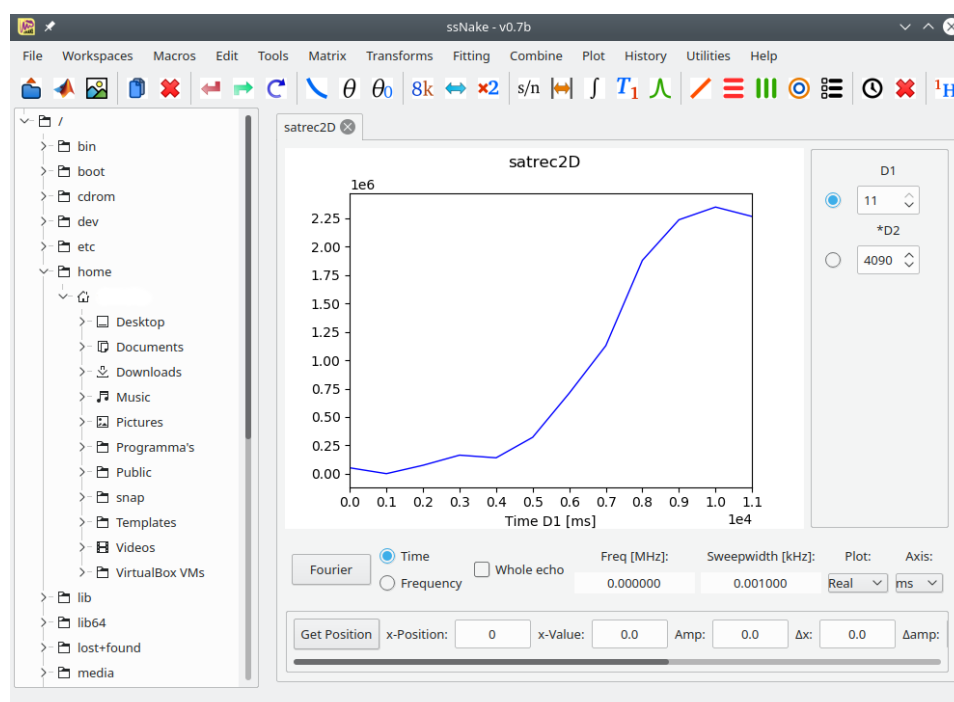 ssNake - v0.7b
File Workspaces Macros Edit Tools Matrix Transforms Fitting Combine Plot History Utilities Help
θ θ0 8k ×2 s/n ∫ T1 1H
/
bin
boot
cdrom
dev
etc
home
Desktop
Documents
Downloads
Music
Pictures
Programma's
Public
snap
Templates
Videos
VirtualBox VMs
lib
lib64
lost+found
media
satrec2D
satrec2D
1e6
2.25
2.00
1.75
1.50
1.25
1.00
0.75
0.50
0.25
0.00
0.0 0.1 0.2 0.3 0.4 0.5 0.6 0.7 0.8 0.9 1.0 1.1
Time D1 [ms] 1e4
D1
11
*D2
4090
Fourier
Time
Frequency
Whole echo
Freq [MHz]:
0.000000
Sweepwidth [kHz]:
0.001000
Plot:
Real
Axis:
ms
Get Position x-Position: 0 x-Value: 0.0 Amp: 0.0 Δx: 0.0 Δamp: